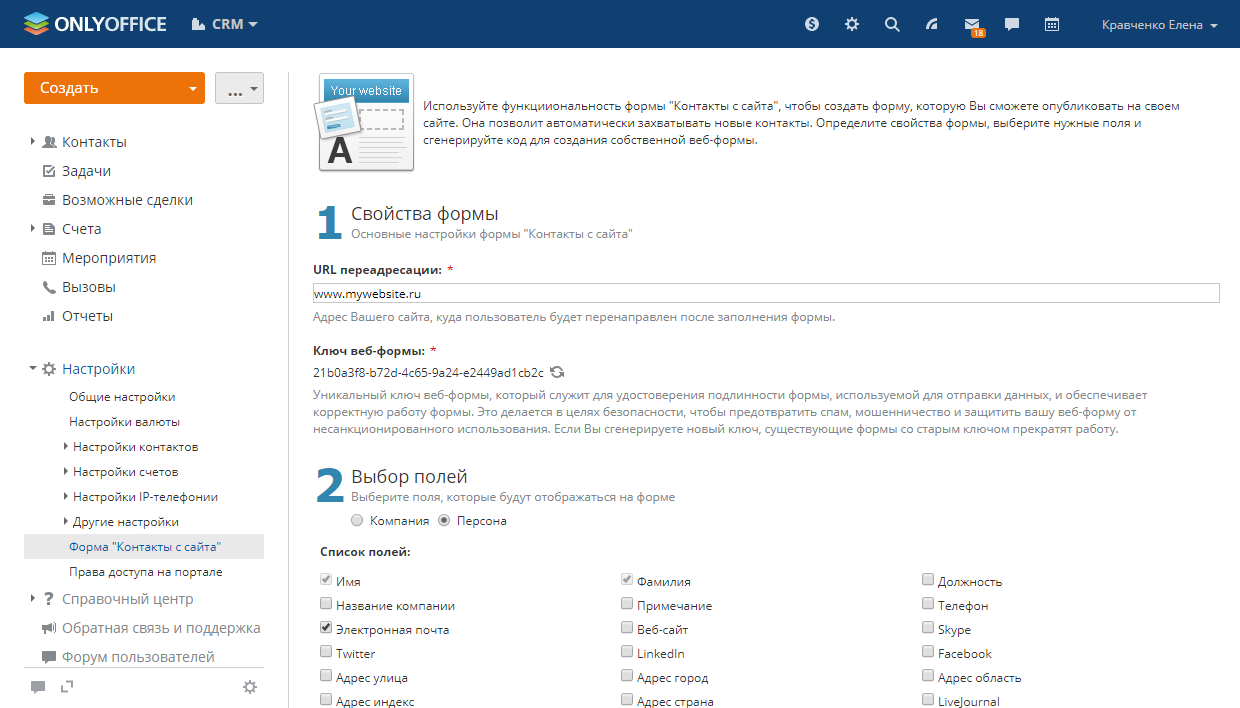 ONLYOFFICE CRM 18 Кравченко Елена
Создать ...
Контакты
Задачи
Возможные сделки
Счета
Мероприятия
Вызовы
Отчеты
Настройки
Общие настройки
Настройки валюты
Настройки контактов
Настройки счетов
Настройки IP-телефонии
Другие настройки
Форма "Контакты с сайта"
Права доступа на портале
Справочный центр
Обратная связь и поддержка
Форум пользователей
Your website
A
Используйте функциональность формы "Контакты с сайта", чтобы создать форму, которую Вы сможете опубликовать на своем
сайте. Она позволит автоматически захватывать новые контакты. Определите свойства формы, выберите нужные поля и
сгенерируйте код для создания собственной веб-формы.
1 Свойства формы
Основные настройки формы "Контакты с сайта"
URL переадресации: *
www.mywebsite.ru
Адрес Вашего сайта, куда пользователь будет перенаправлен после заполнения формы.
Ключ веб-формы: *
21b0a3f8-b72d-4c65-9a24-e2449ad1cb2c
Уникальный ключ веб-формы, который служит для удостоверения подлинности формы, используемой для отправки данных, и обеспечивает
корректную работу формы. Это делается в целях безопасности, чтобы предотвратить спам, мошенничество и защитить вашу веб-форму от
несанкционированного использования. Если Вы сгенерируете новый ключ, существующие формы со старым ключом прекратят работу.
2 Выбор полей
Выберите поля, которые будут отображаться на форме
Компания Персона
Список полей:
Имя Фамилия Должность
Название компании Примечание Телефон
Электронная почта Веб-сайт Skype
Twitter LinkedIn Facebook
Адрес улица Адрес город Адрес область
Адрес индекс Адрес страна LiveJournal